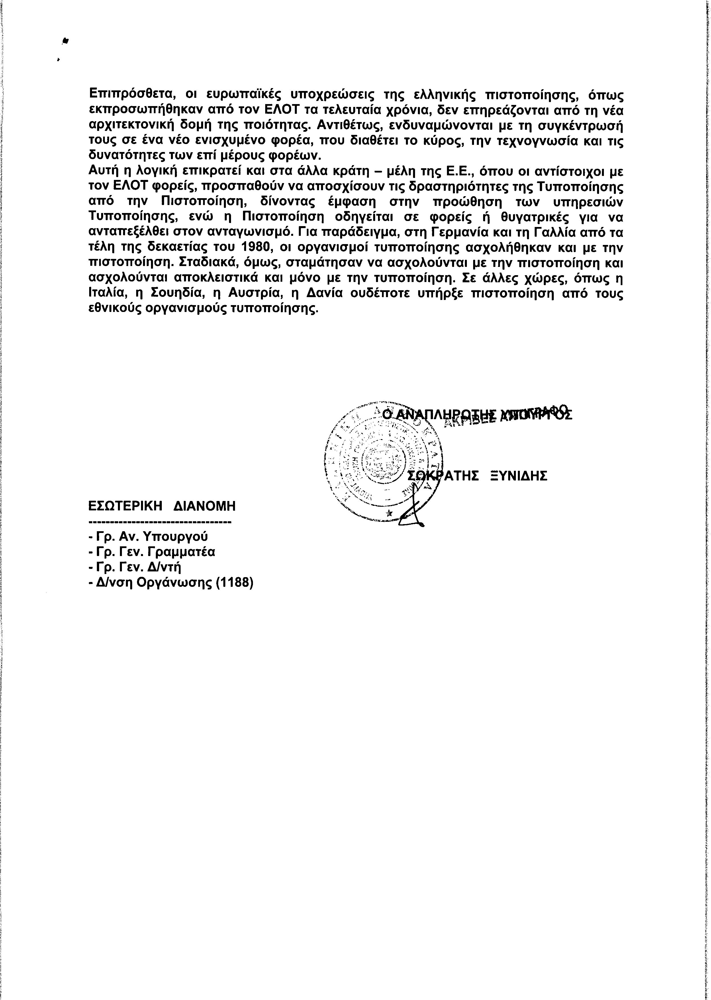 Επιπρόσθετα, οι ευρωπαϊκές υποχρεώσεις της ελληνικής πιστοποίησης, όπως
εκπροσωπήθηκαν από τον ΕΛΟΤ τα τελευταία χρόνια, δεν επηρεάζονται από τη νέα
αρχιτεκτονική δομή της ποιότητας. Αντιθέτως, ενδυναμώνονται με τη συγκέντρωσή
τους σε ένα νέο ενισχυμένο φορέα, που διαθέτει το κύρος, την τεχνογνωσία και τις
δυνατότητες των επί μέρους φορέων.
Αυτή η λογική επικρατεί και στα άλλα κράτη – μέλη της Ε.Ε., όπου οι αντίστοιχοι με
τον ΕΛΟΤ φορείς, προσπαθούν να αποσχίσουν τις δραστηριότητες της Τυποποίησης
από την Πιστοποίηση, δίνοντας έμφαση στην προώθηση των υπηρεσιών
Τυποποίησης, ενώ η Πιστοποίηση οδηγείται σε φορείς ή θυγατρικές για να
ανταπεξέλθει στον ανταγωνισμό. Για παράδειγμα, στη Γερμανία και τη Γαλλία από τα
τέλη της δεκαετίας του 1980, οι οργανισμοί τυποποίησης ασχολήθηκαν και με την
πιστοποίηση. Σταδιακά, όμως, σταμάτησαν να ασχολούνται με την πιστοποίηση και
ασχολούνται αποκλειστικά και μόνο με την τυποποίηση. Σε άλλες χώρες, όπως η
Ιταλία, η Σουηδία, η Αυστρία, η Δανία ουδέποτε υπήρξε πιστοποίηση από τους
εθνικούς οργανισμούς τυποποίησης.
Ο ΑΝΑΠΛΗΡΩΤΗΣ ΥΠΟΥΡΓΟΣ
ΑΚΡΙΒΕΣ ΑΝΤΙΓΡΑΦΟ
ΕΛΛΗΝΙΚΗ ΔΗΜΟΚΡΑΤΙΑ
ΣΩΚΡΑΤΗΣ ΞΥΝΙΔΗΣ
ΕΣΩΤΕΡΙΚΗ ΔΙΑΝΟΜΗ
---------------------------------
- Γρ. Αν. Υπουργού
- Γρ. Γεν. Γραμματέα
- Γρ. Γεν. Δ/ντή
- Δ/νση Οργάνωσης (1188)